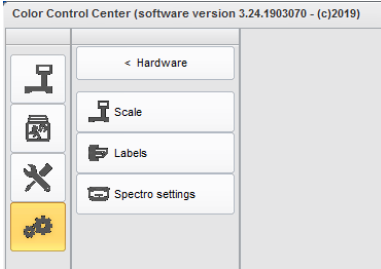 Color Control Center (software version 3.24.1903070 - (c)2019)
< Hardware
Scale
Labels
Spectro settings